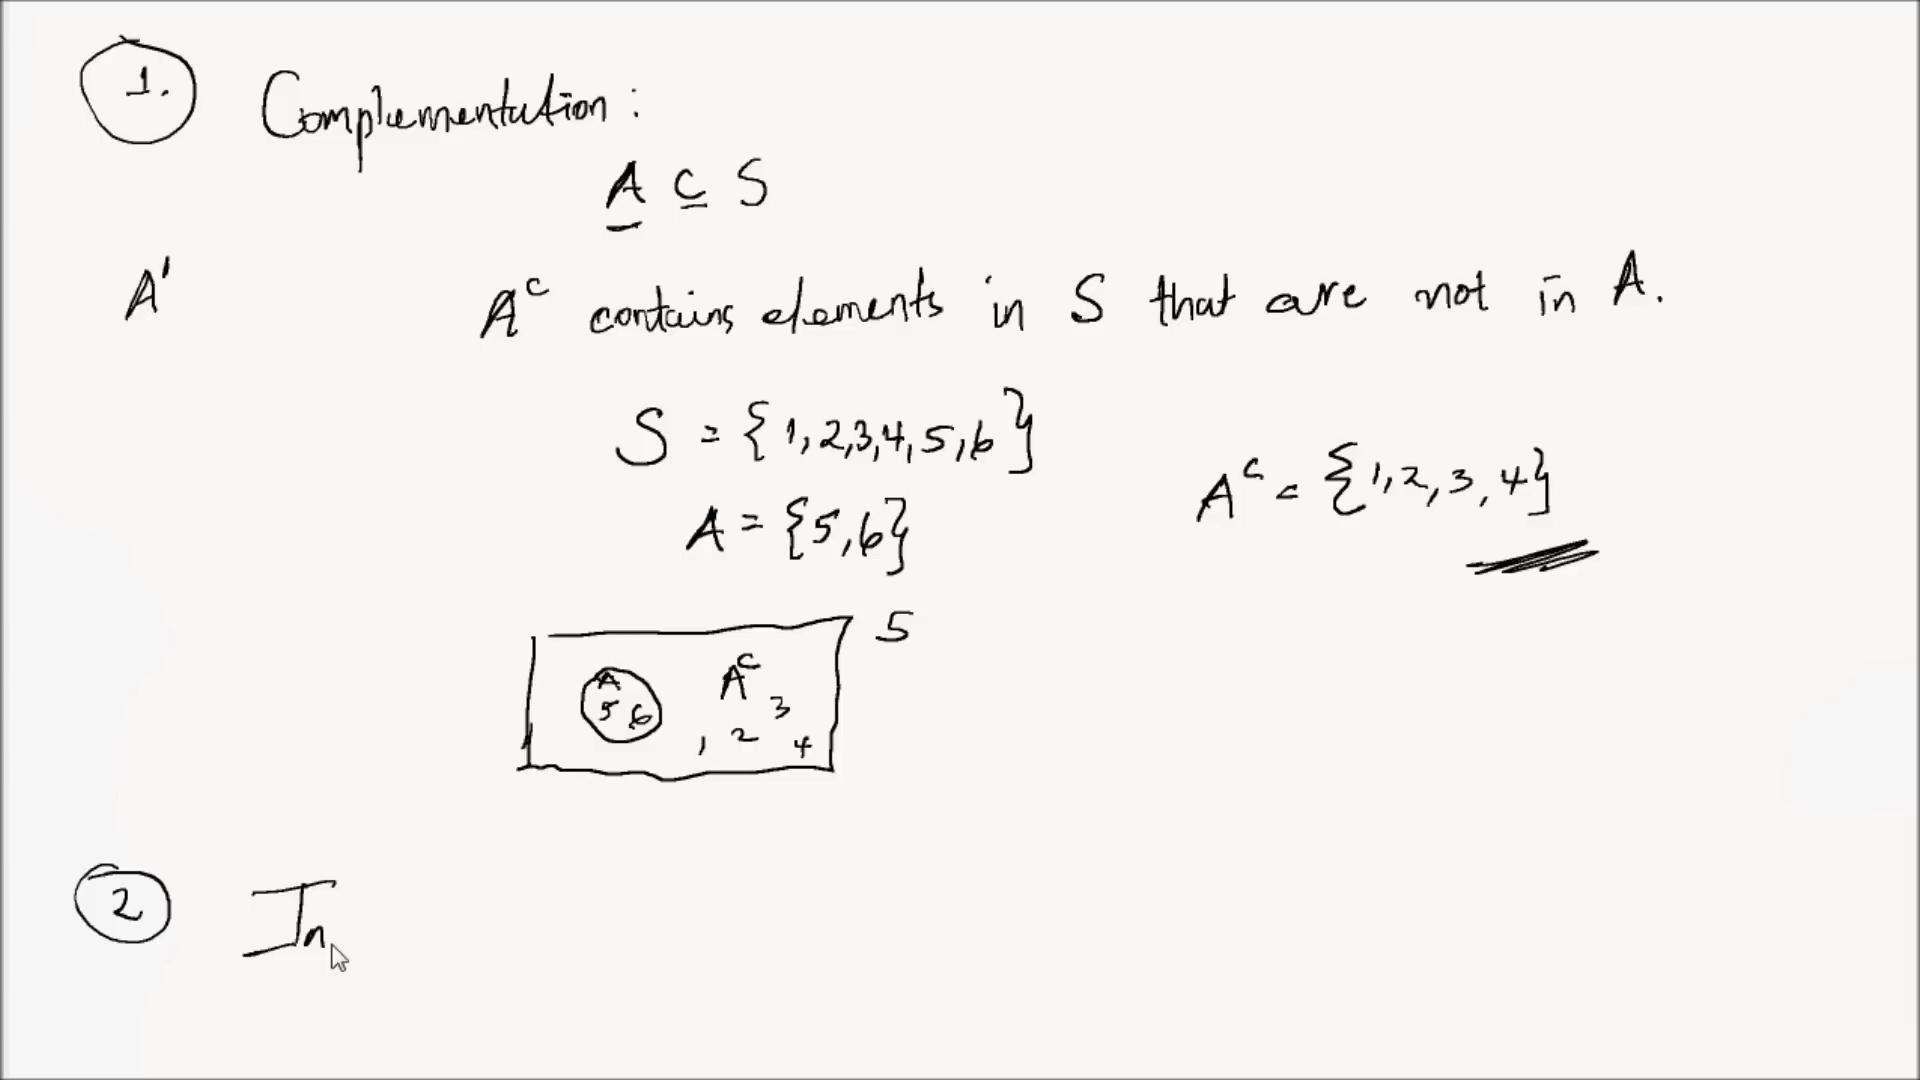 1. Complementation:
A ⊆ S
A' A^c contains elements in S that are not in A.
S = {1,2,3,4,5,6}
A^c = {1,2,3,4}
A = {5,6}
S
A A^c
5 6 3
1 2 4
2 In